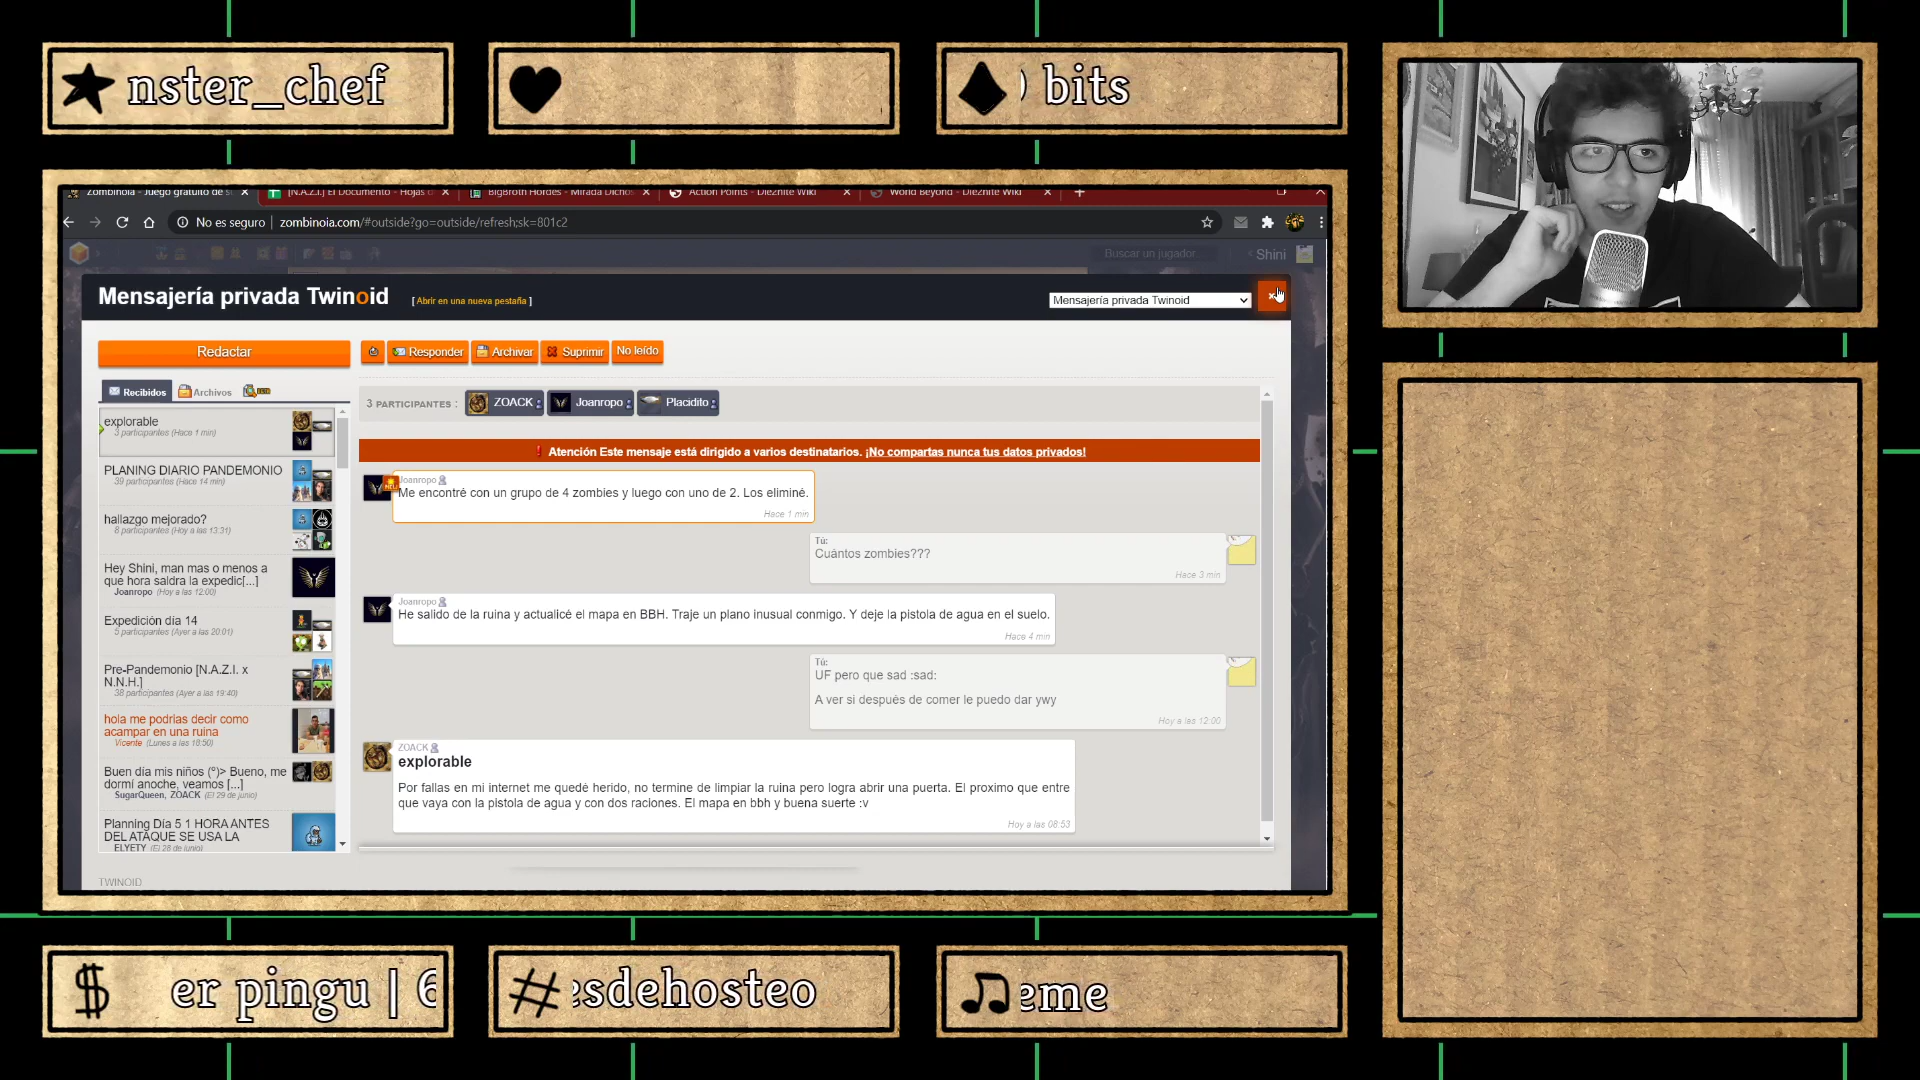 nster_chef
bits
Zombinoia - Juego gratuito de s
[N.A.Z.I.] El Documento - Hojas d
BigBroth Hordes - Mirada Dichos
Action Points - Die2Nite Wiki
World Beyond - Die2Nite Wiki
No es seguro
zombinoia.com/#outside?go=outside/refresh;sk=801c2
Buscar un jugador
Shini
Mensajería privada Twinoid
[ Abrir en una nueva pestaña ]
Mensajería privada Twinoid
Redactar
Responder
Archivar
Suprimir
No leído
Recibidos
Archivos
3 PARTICIPANTES :
ZOACK
Joanropo
Placidito
explorable
3 participantes (Hace 1 min)
PLANING DIARIO PANDEMONIO
39 participantes (Hace 14 min)
hallazgo mejorado?
8 participantes (Hoy a las 13:31)
Hey Shini, man mas o menos a
que hora saldra la expedic[...]
Joanropo (Hoy a las 12:00)
Expedición día 14
5 participantes (Ayer a las 20:01)
Pre-Pandemonio [N.A.Z.I. x
N.N.H.]
38 participantes (Ayer a las 19:40)
hola me podrias decir como
acampar en una ruina
Vicente (Lunes a las 18:50)
Buen día mis niños (°)> Bueno, me
dormí anoche, veamos [...]
SugarQueen, ZOACK (El 29 de junio)
Planning Día 5 1 HORA ANTES
DEL ATAQUE SE USA LA
ELYETY (El 28 de junio)
Atención Este mensaje está dirigido a varios destinatarios. ¡No compartas nunca tus datos privados!
Joanropo
Me encontré con un grupo de 4 zombies y luego con uno de 2. Los eliminé.
Hace 1 min
Tú:
Cuántos zombies???
Hace 3 min
Joanropo
He salido de la ruina y actualicé el mapa en BBH. Traje un plano inusual conmigo. Y deje la pistola de agua en el suelo.
Hace 4 min
Tú:
UF pero que sad :sad:
A ver si después de comer le puedo dar ywy
Hoy a las 12:00
ZOACK
explorable
Por fallas en mi internet me quedé herido, no termine de limpiar la ruina pero logra abrir una puerta. El proximo que entre
que vaya con la pistola de agua y con dos raciones. El mapa en bbh y buena suerte :v
Hoy a las 08:53
TWINOID
$ er pingu | 6
# esdehosteo
eme